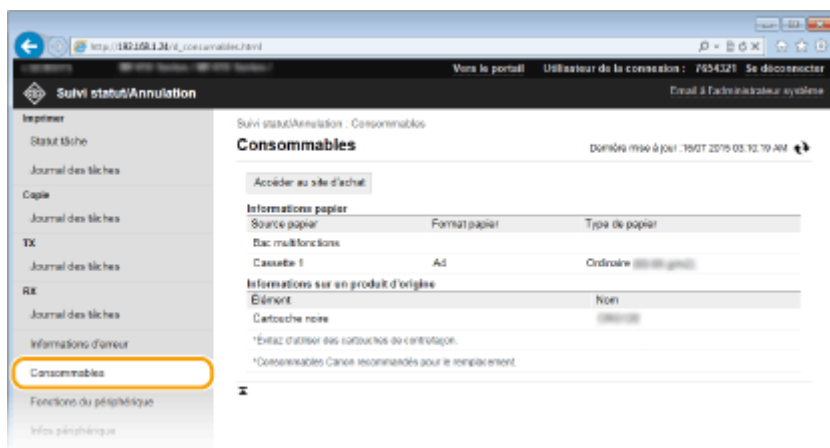 http://192.168.1.24/d_consumables.html
Vers le portail Utilisateur de la connexion : 7654321 Se déconnecter
Suivi statut/Annulation
Email à l'administrateur système
Imprimer
Statut tâche
Journal des tâches
Copie
Journal des tâches
TX
Journal des tâches
RX
Journal des tâches
Informations d'erreur
Consommables
Fonctions du périphérique
Infos périphérique
Suivi statut/Annulation : Consommables
Consommables
Dernière mise à jour :16/07 2015 03:10:19 AM
Accéder au site d'achat
Informations papier
Source papier Format papier Type de papier
Bac multifonctions
Cassette 1 A4 Ordinaire
Informations sur un produit d'origine
Élément Nom
Cartouche noire
*Évitez d'utiliser des cartouches de contrefaçon.
*Consommables Canon recommandés pour le remplacement.